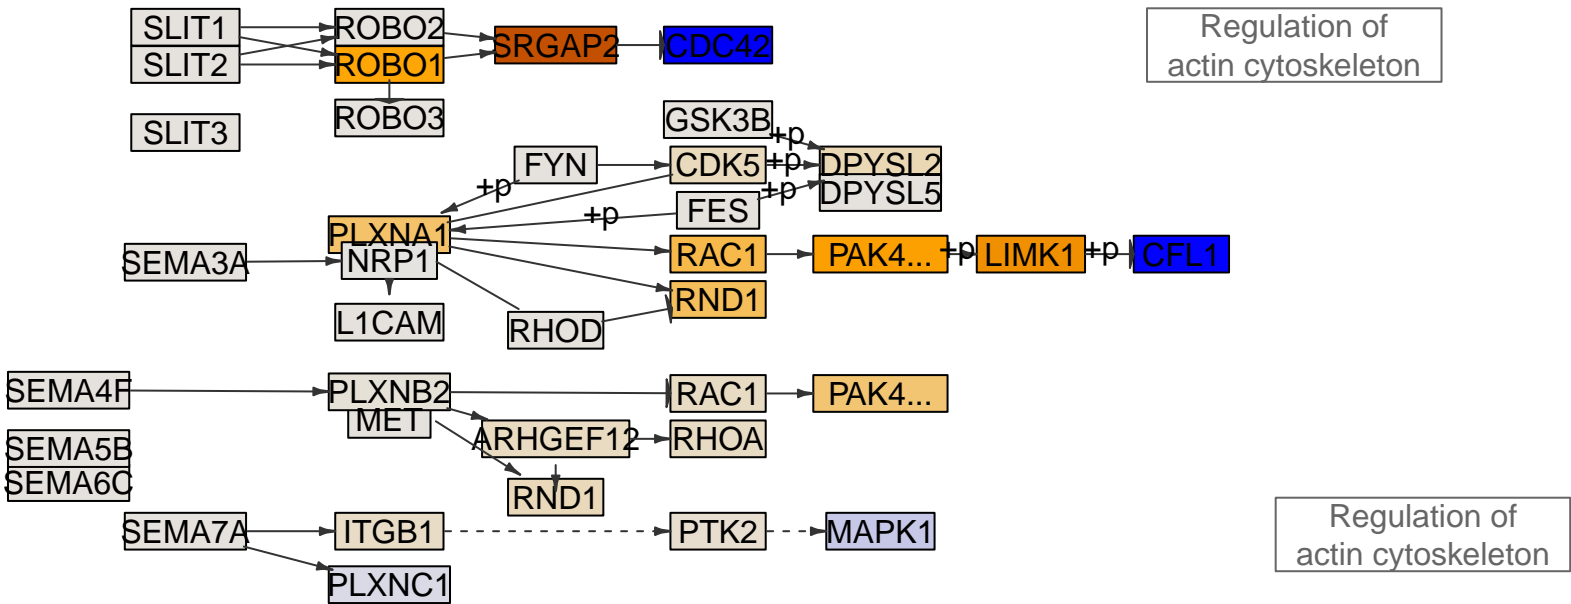 SLIT1
ROBO2
SRGAP2
CDC42
Regulation of
actin cytoskeleton
SLIT2
ROBO1
SLIT3
ROBO3
GSK3B
+p
FYN
CDK5
+p
DPYSL2
+p
+p
DPYSL5
FES
+p
PLXNA1
SEMA3A
NRP1
RAC1
PAK4...
+p
LIMK1
+p
CFL1
RND1
L1CAM
RHOD
SEMA4F
PLXNB2
RAC1
PAK4...
MET
ARHGEF12
RHOA
SEMA5B
SEMA6C
RND1
SEMA7A
ITGB1
PTK2
MAPK1
Regulation of
actin cytoskeleton
PLXNC1